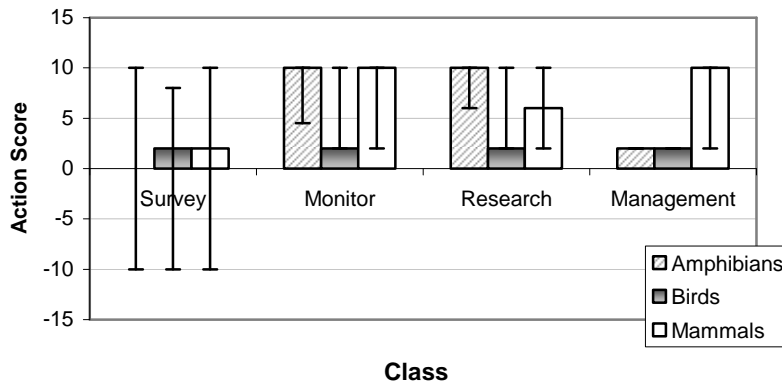 15
10
5
0
-5
-10
-15
Action Score
Survey Monitor Research Management
Amphibians
Birds
Mammals
Class